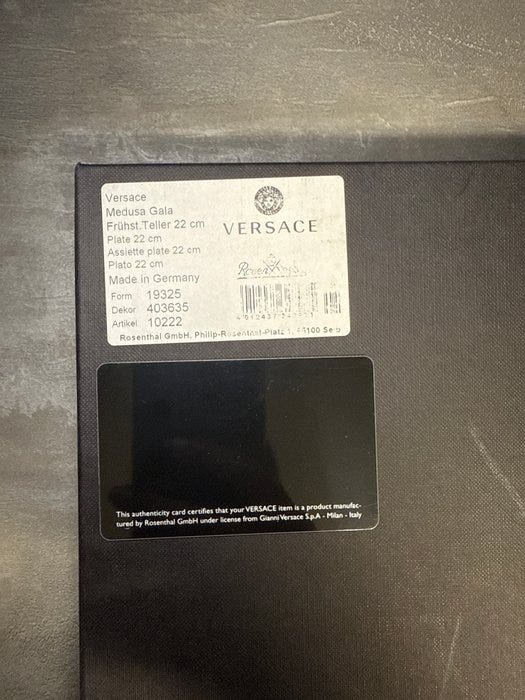 Versace
Medusa Gala
Frühst.Teller 22 cm
Plate 22 cm
Assiette plate 22 cm
Plato 22 cm
Made in Germany
Form 19325
Dekor 403635
Artikel 10222
VERSACE
Rosenthal GmbH, Philip-Rosenthal-Platz 1, 95100 Selb
This authenticity card certifies that your VERSACE item is a product manufac-
tured by Rosenthal GmbH under license from Gianni Versace S.p.A - Milan - Italy